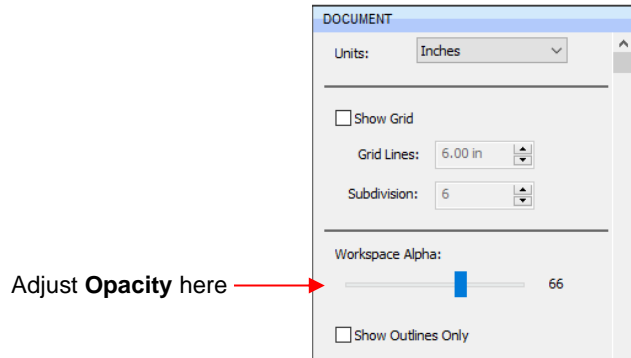 DOCUMENT
Units: Inches
Show Grid
Grid Lines: 6.00 in
Subdivision: 6
Workspace Alpha:
Adjust Opacity here 66
Show Outlines Only